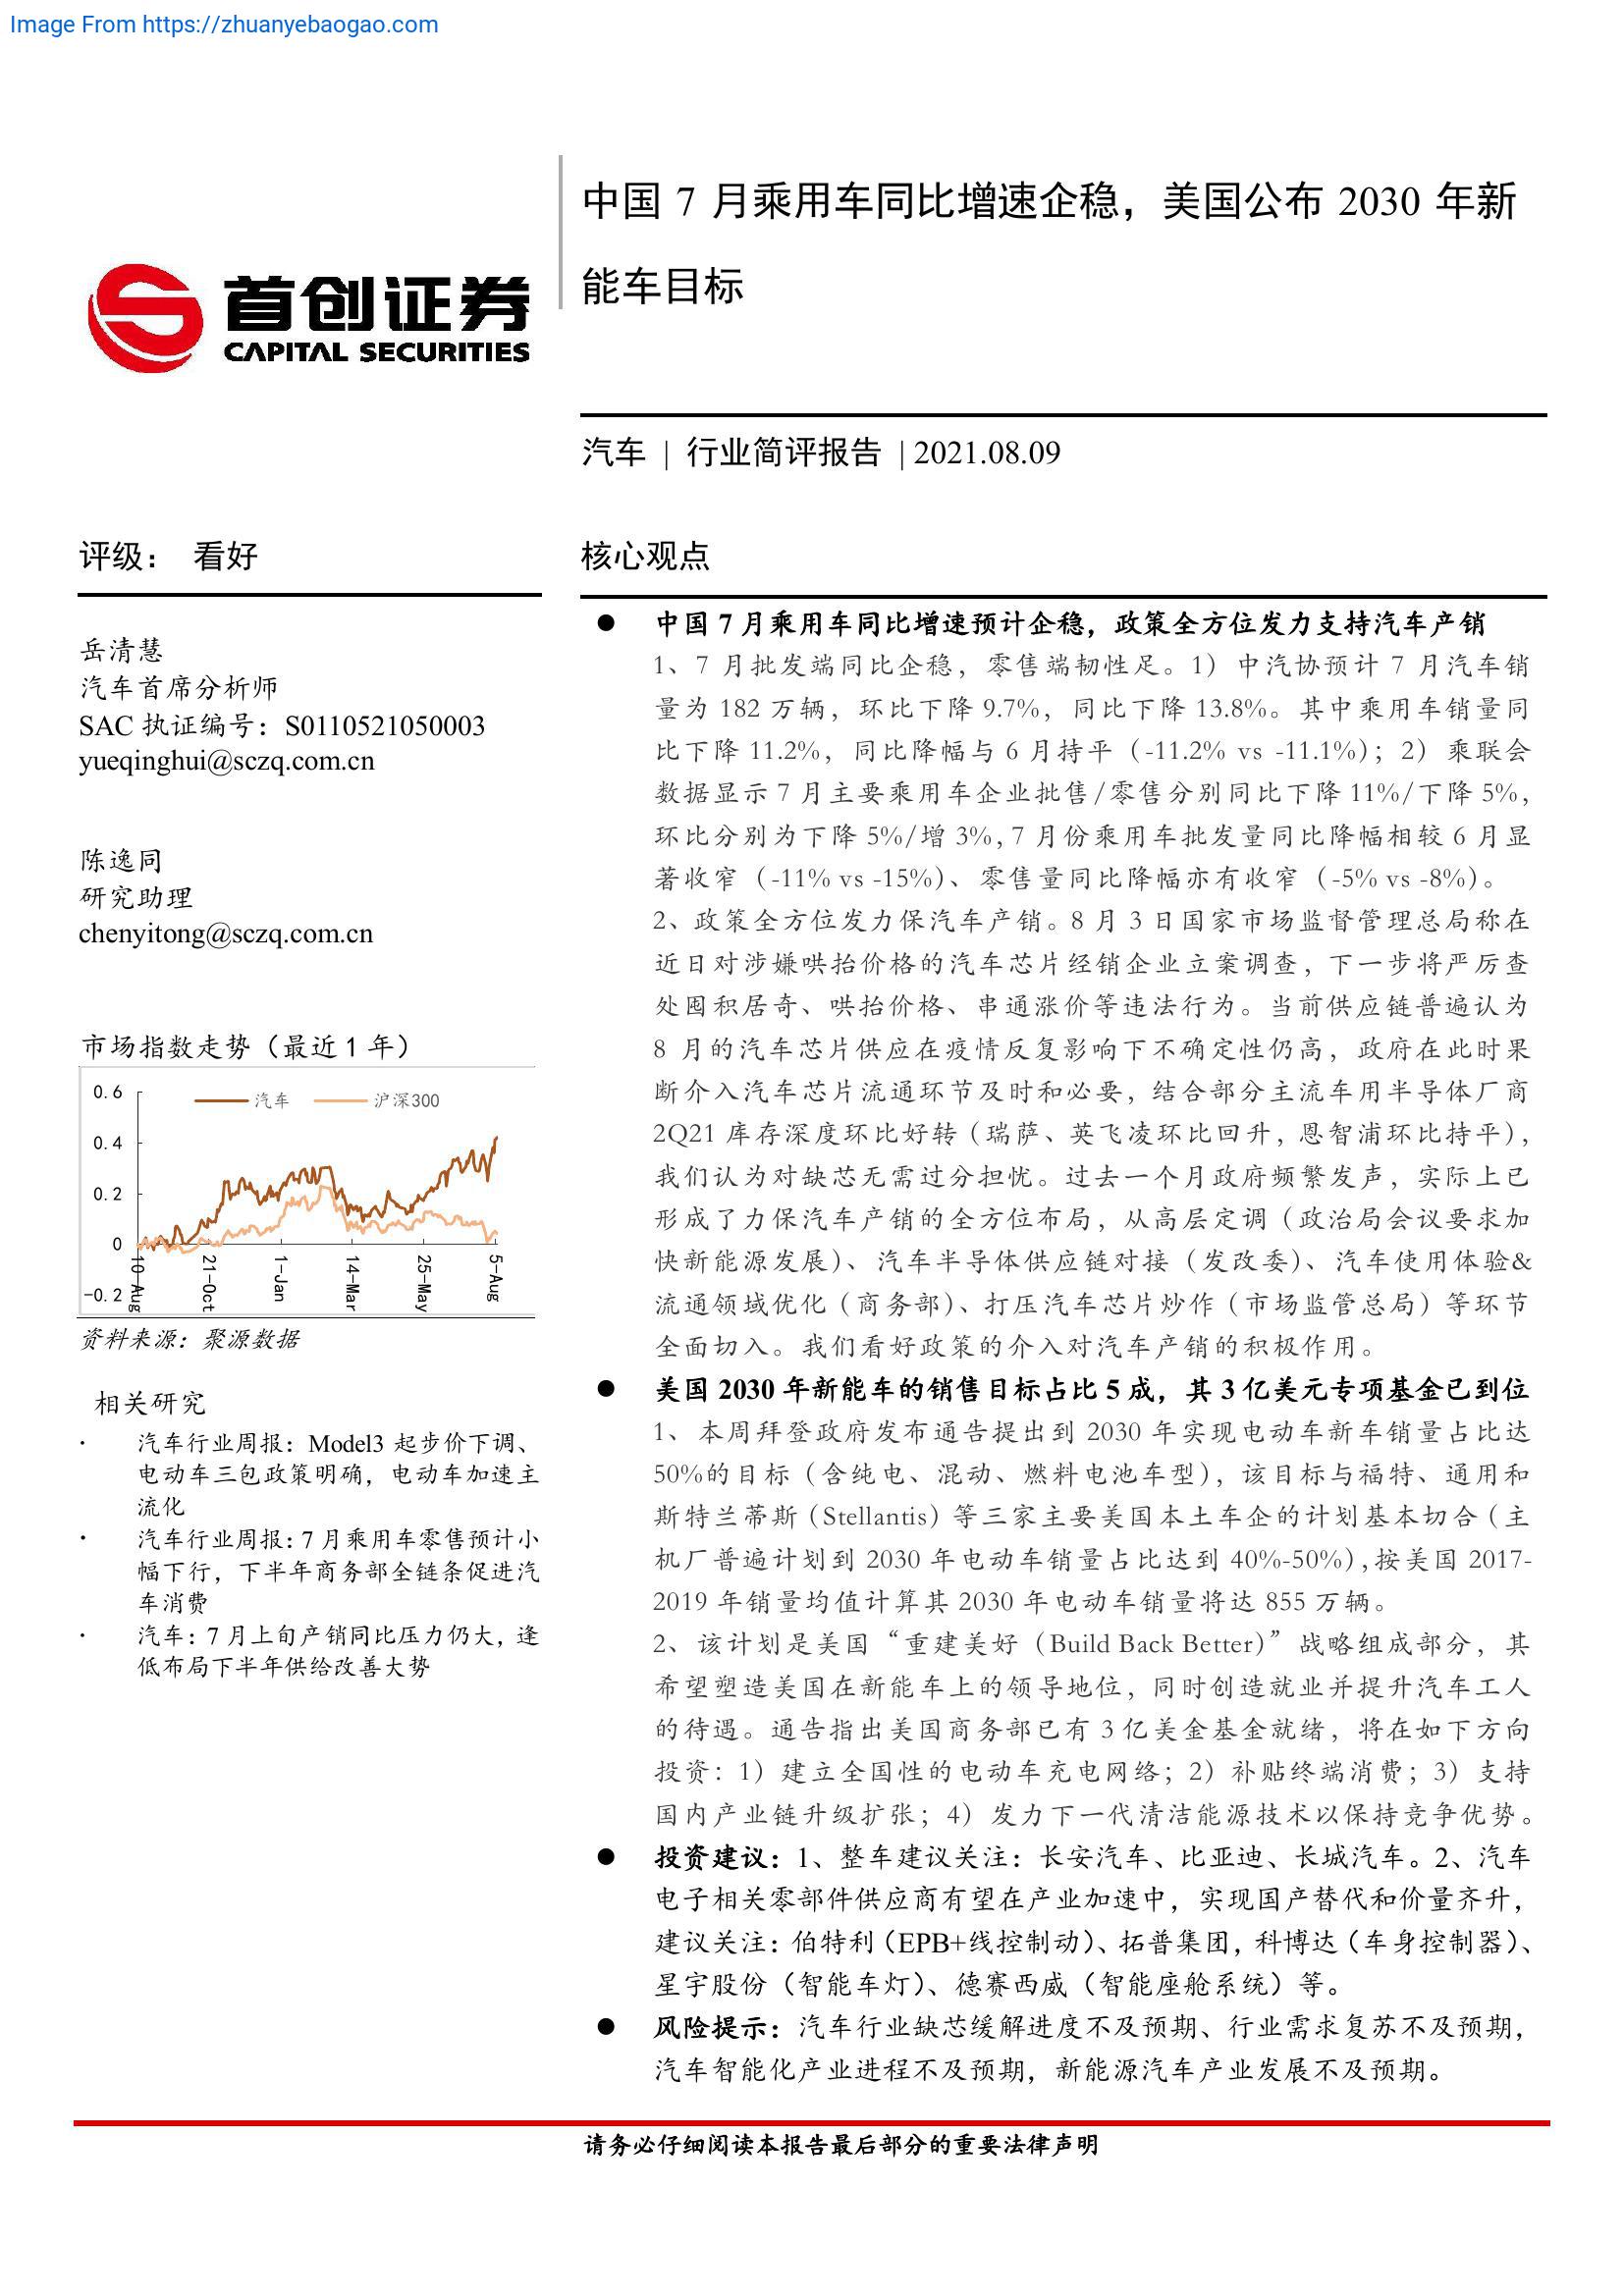 Image From https://zhuanyebaogao.com
中国 7 月乘用车同比增速企稳，美国公布 2030 年新
能车目标
首创证券
CAPITAL SECURITIES
汽车 | 行业简评报告 | 2021.08.09
评级： 看好
岳清慧
汽车首席分析师
SAC 执证编号：S0110521050003
yueqinghui@sczq.com.cn
陈逸同
研究助理
chenyitong@sczq.com.cn
市场指数走势（最近 1 年）
汽车 沪深300
0.6
0.4
0.2
0
-0.2
10-Aug
21-Oct
1-Jan
14-Mar
25-May
5-Aug
资料来源：聚源数据
相关研究
· 汽车行业周报：Model3 起步价下调、
电动车三包政策明确，电动车加速主
流化
· 汽车行业周报：7 月乘用车零售预计小
幅下行，下半年商务部全链条促进汽
车消费
· 汽车：7 月上旬产销同比压力仍大，逢
低布局下半年供给改善大势
核心观点
● 中国 7 月乘用车同比增速预计企稳，政策全方位发力支持汽车产销
1、7 月批发端同比企稳，零售端韧性足。1）中汽协预计 7 月汽车销
量为 182 万辆，环比下降 9.7%，同比下降 13.8%。其中乘用车销量同
比下降 11.2%，同比降幅与 6 月持平（-11.2% vs -11.1%）；2）乘联会
数据显示 7 月主要乘用车企业批售/零售分别同比下降 11%/下降 5%，
环比分别为下降 5%/增 3%，7 月份乘用车批发量同比降幅相较 6 月显
著收窄（-11% vs -15%）、零售量同比降幅亦有收窄（-5% vs -8%）。
2、政策全方位发力保汽车产销。8 月 3 日国家市场监督管理总局称在
近日对涉嫌哄抬价格的汽车芯片经销企业立案调查，下一步将严厉查
处囤积居奇、哄抬价格、串通涨价等违法行为。当前供应链普遍认为
8 月的汽车芯片供应在疫情反复影响下不确定性仍高，政府在此时果
断介入汽车芯片流通环节及时和必要，结合部分主流车用半导体厂商
2Q21 库存深度环比好转（瑞萨、英飞凌环比回升，恩智浦环比持平），
我们认为对缺芯无需过分担忧。过去一个月政府频繁发声，实际上已
形成了力保汽车产销的全方位布局，从高层定调（政治局会议要求加
快新能源发展）、汽车半导体供应链对接（发改委）、汽车使用体验&
流通领域优化（商务部）、打压汽车芯片炒作（市场监管总局）等环节
全面切入。我们看好政策的介入对汽车产销的积极作用。
● 美国 2030 年新能车的销售目标占比 5 成，其 3 亿美元专项基金已到位
1、本周拜登政府发布通告提出到 2030 年实现电动车新车销量占比达
50%的目标（含纯电、混动、燃料电池车型），该目标与福特、通用和
斯特兰蒂斯（Stellantis）等三家主要美国本土车企的计划基本切合（主
机厂普遍计划到 2030 年电动车销量占比达到 40%-50%），按美国 2017-
2019 年销量均值计算其 2030 年电动车销量将达 855 万辆。
2、该计划是美国“重建美好（Build Back Better）”战略组成部分，其
希望塑造美国在新能车上的领导地位，同时创造就业并提升汽车工人
的待遇。通告指出美国商务部已有 3 亿美金基金就绪，将在如下方向
投资：1）建立全国性的电动车充电网络；2）补贴终端消费；3）支持
国内产业链升级扩张；4）发力下一代清洁能源技术以保持竞争优势。
● 投资建议：1、整车建议关注：长安汽车、比亚迪、长城汽车。2、汽车
电子相关零部件供应商有望在产业加速中，实现国产替代和价量齐升，
建议关注：伯特利（EPB+线控制动）、拓普集团，科博达（车身控制器）、
星宇股份（智能车灯）、德赛西威（智能座舱系统）等。
● 风险提示：汽车行业缺芯缓解进度不及预期、行业需求复苏不及预期，
汽车智能化产业进程不及预期，新能源汽车产业发展不及预期。
请务必仔细阅读本报告最后部分的重要法律声明